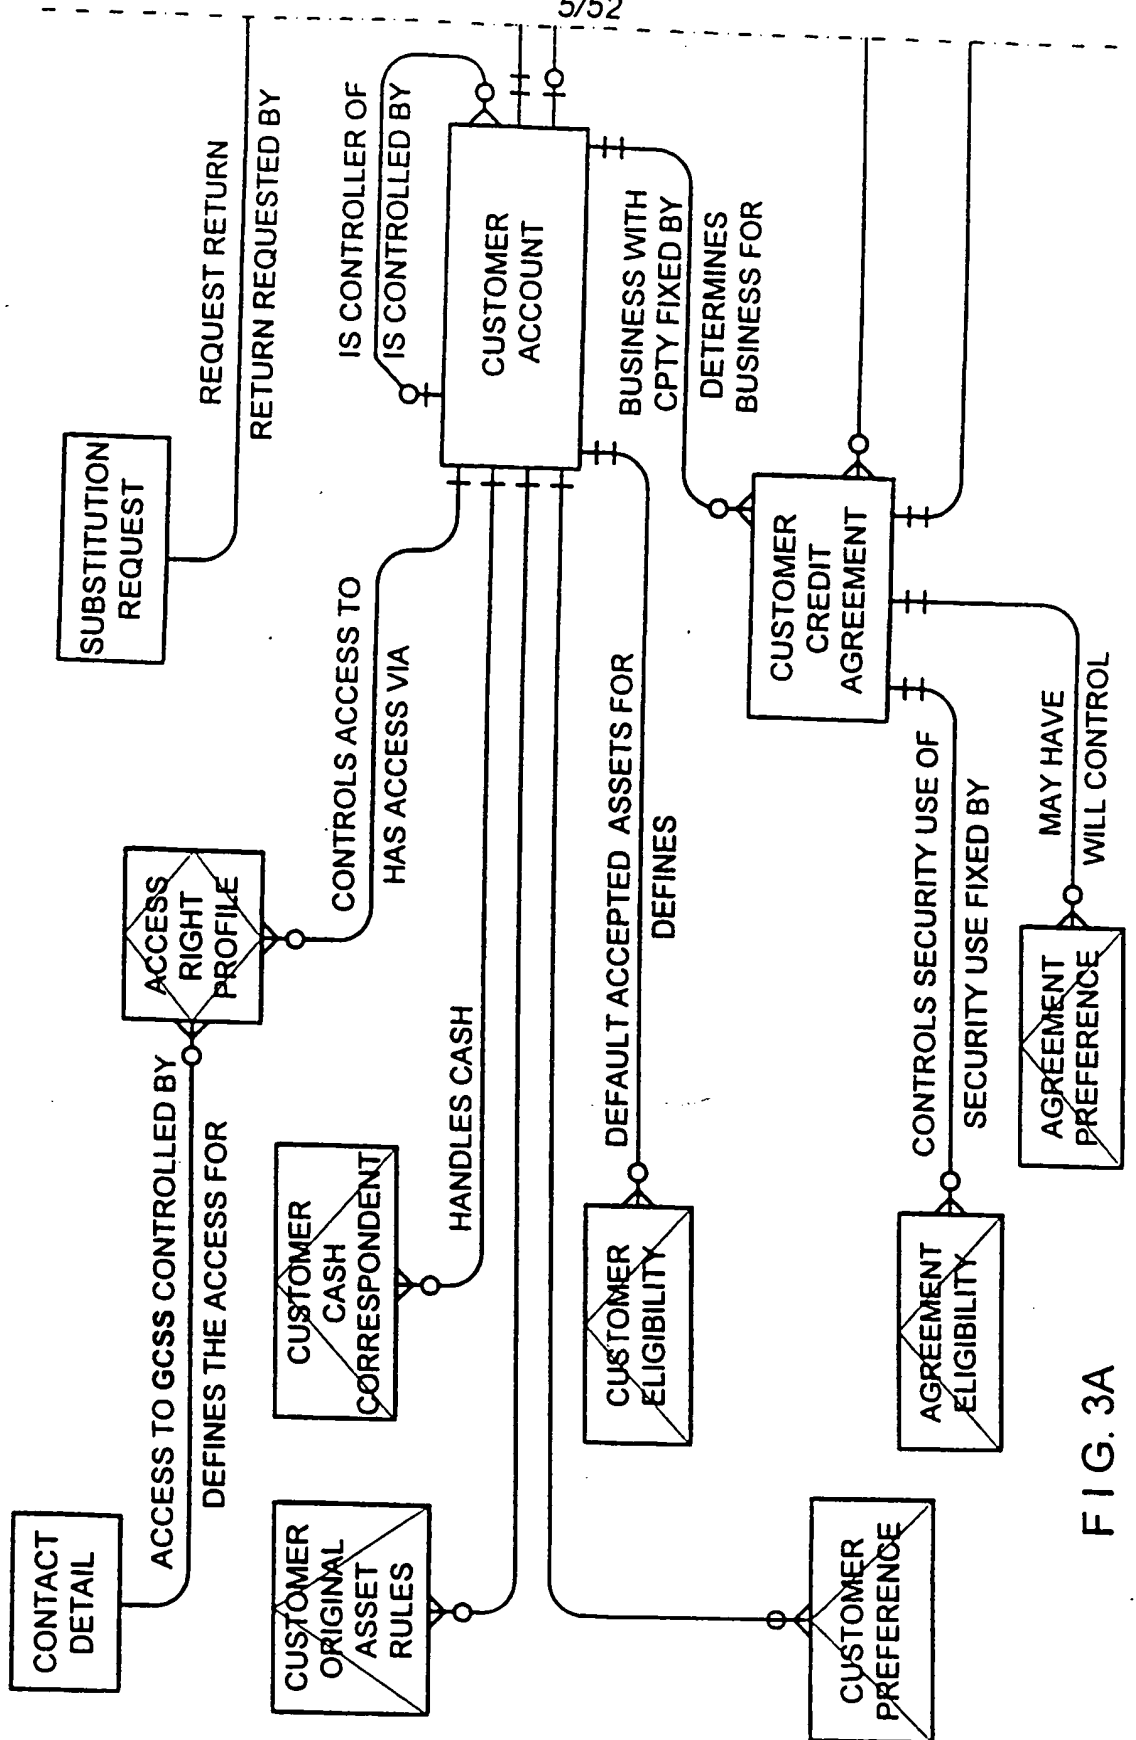 5/52
CONTACT
DETAIL
ACCESS TO GCSS CONTROLLED BY
DEFINES THE ACCESS FOR
ACCESS
RIGHT
PROFILE
SUBSTITUTION
REQUEST
REQUEST RETURN
RETURN REQUESTED BY
CONTROLS ACCESS TO
HAS ACCESS VIA
IS CONTROLLER OF
IS CONTROLLED BY
CUSTOMER
ORIGINAL
ASSET
RULES
CUSTOMER
CASH
CORRESPONDENT
HANDLES CASH
CUSTOMER
ACCOUNT
DEFAULT ACCEPTED ASSETS FOR
DEFINES
BUSINESS WITH
CPTY FIXED BY
DETERMINES
BUSINESS FOR
CUSTOMER
ELIGIBILITY
CUSTOMER
CREDIT
AGREEMENT
CUSTOMER
PREFERENCE
AGREEMENT
ELIGIBILITY
CONTROLS SECURITY USE OF
SECURITY USE FIXED BY
MAY HAVE
WILL CONTROL
AGREEMENT
PREFERENCE
FIG. 3A